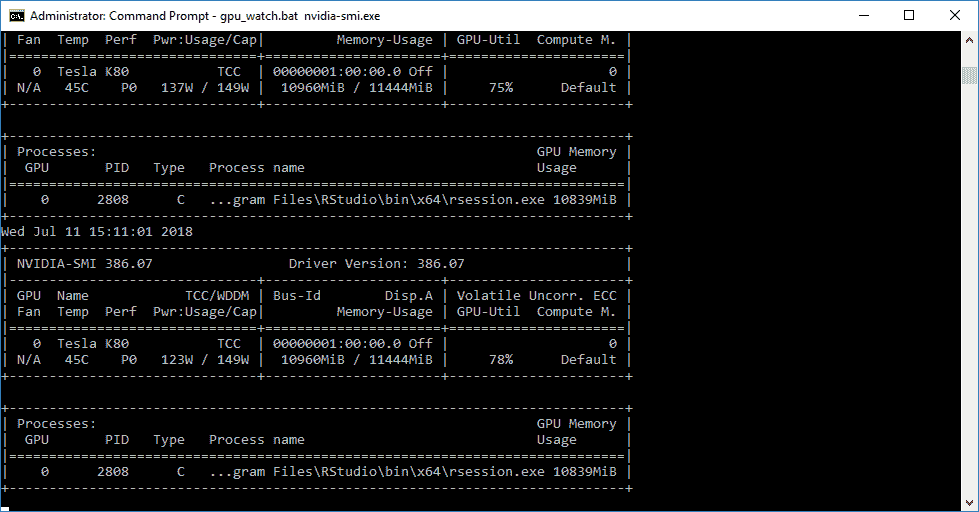 Administrator: Command Prompt - gpu_watch.bat  nvidia-smi.exe
| Fan  Temp  Perf  Pwr:Usage/Cap|         Memory-Usage | GPU-Util  Compute M. |
|===============================+======================+======================|
|   0  Tesla K80           TCC  | 00000001:00:00.0 Off |                    0 |
| N/A   45C    P0   137W / 149W |  10960MiB / 11444MiB |     75%      Default |
+-------------------------------+----------------------+----------------------+
+-----------------------------------------------------------------------------+
| Processes:                                                       GPU Memory |
|  GPU       PID   Type   Process name                             Usage      |
|=============================================================================|
|    0      2808      C   ...gram Files\RStudio\bin\x64\rsession.exe 10839MiB |
+-----------------------------------------------------------------------------+
Wed Jul 11 15:11:01 2018
+-----------------------------------------------------------------------------+
| NVIDIA-SMI 386.07                 Driver Version: 386.07                    |
|-------------------------------+----------------------+----------------------+
| GPU  Name            TCC/WDDM | Bus-Id        Disp.A | Volatile Uncorr. ECC |
| Fan  Temp  Perf  Pwr:Usage/Cap|         Memory-Usage | GPU-Util  Compute M. |
|===============================+======================+======================|
|   0  Tesla K80           TCC  | 00000001:00:00.0 Off |                    0 |
| N/A   45C    P0   123W / 149W |  10960MiB / 11444MiB |     78%      Default |
+-------------------------------+----------------------+----------------------+
+-----------------------------------------------------------------------------+
| Processes:                                                       GPU Memory |
|  GPU       PID   Type   Process name                             Usage      |
|=============================================================================|
|    0      2808      C   ...gram Files\RStudio\bin\x64\rsession.exe 10839MiB |
+-----------------------------------------------------------------------------+